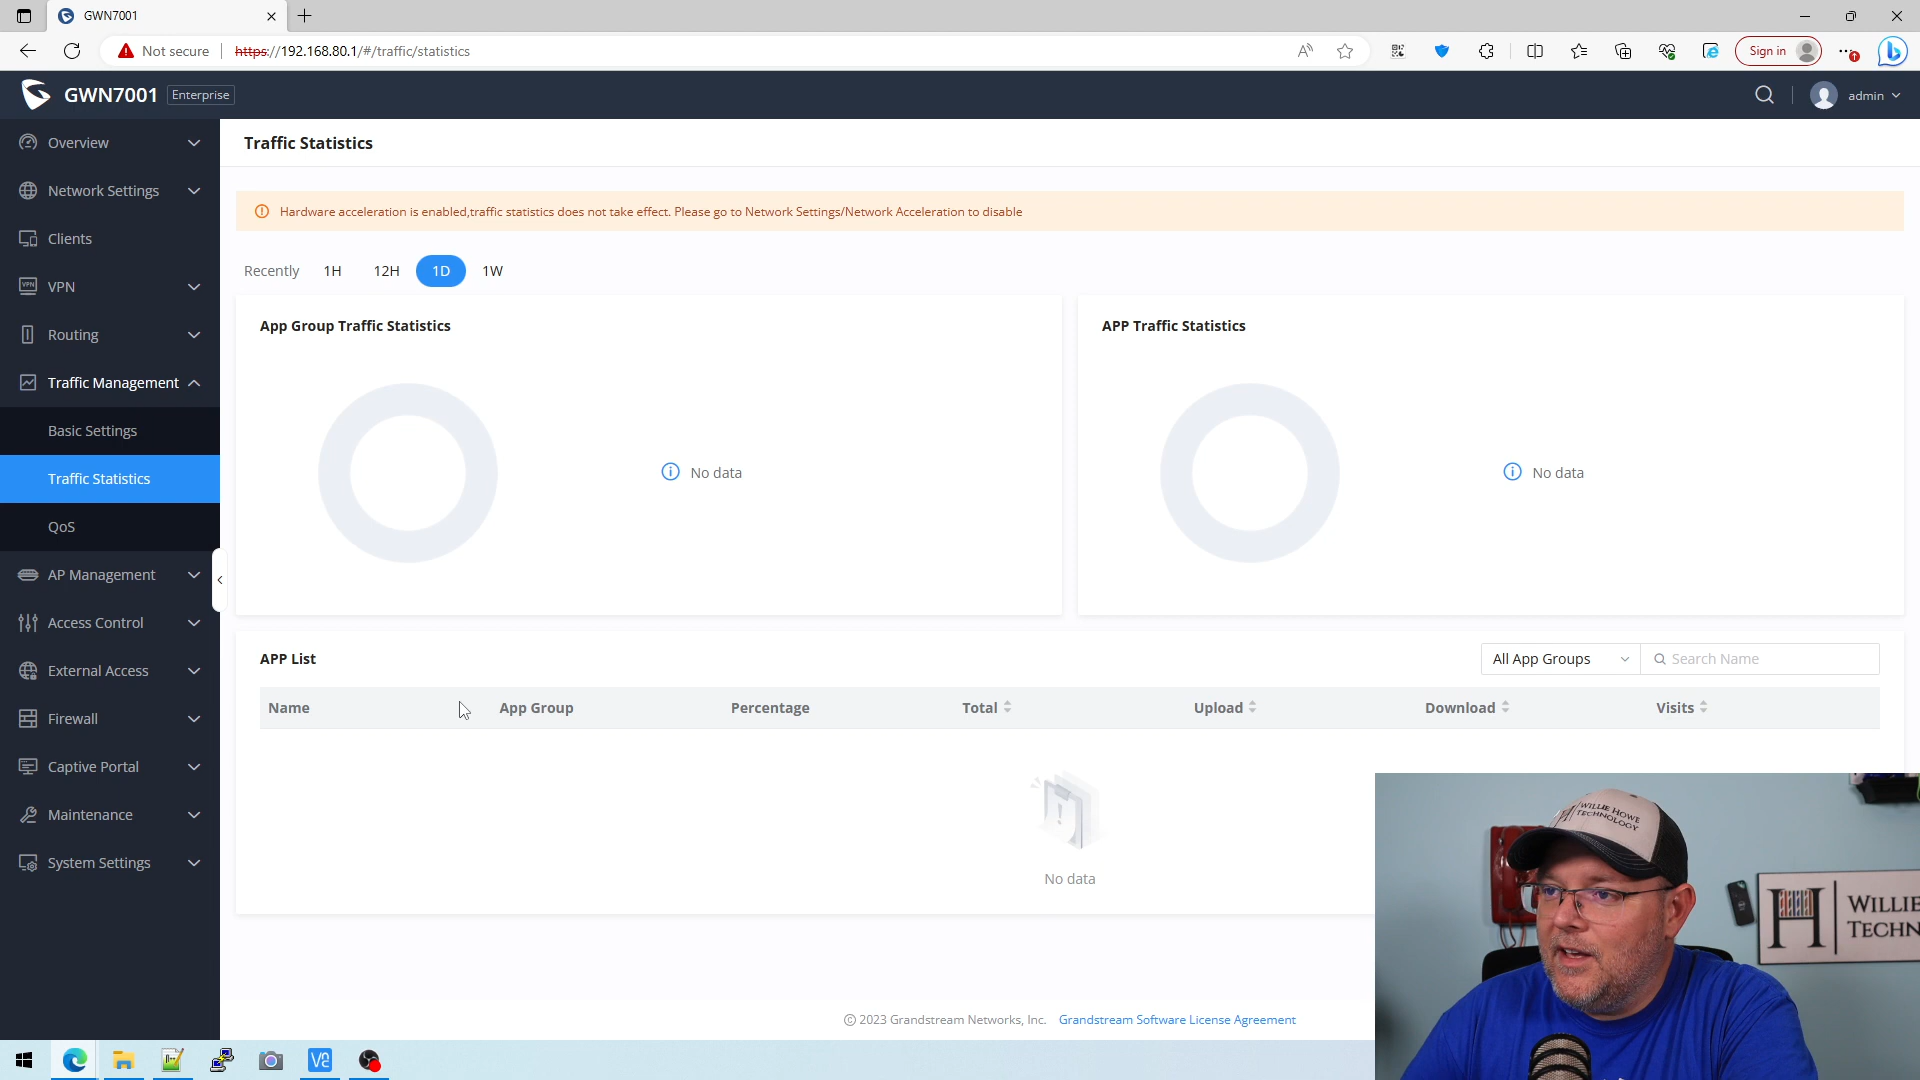 GWN7001
Not secure
https://192.168.80.1/#/traffic/statistics
Sign in
GWN7001 Enterprise
admin
Overview
Network Settings
Clients
VPN
Routing
Traffic Management
Basic Settings
Traffic Statistics
QoS
AP Management
Access Control
External Access
Firewall
Captive Portal
Maintenance
System Settings
Traffic Statistics
Hardware acceleration is enabled,traffic statistics does not take effect. Please go to Network Settings/Network Acceleration to disable
Recently 1H 12H 1D 1W
App Group Traffic Statistics
No data
APP Traffic Statistics
No data
APP List
All App Groups
Search Name
Name App Group Percentage Total Upload Download Visits
No data
© 2023 Grandstream Networks, Inc. Grandstream Software License Agreement
WILLIE HOWE
TECHNOLOGY
WILLIE
TECHN